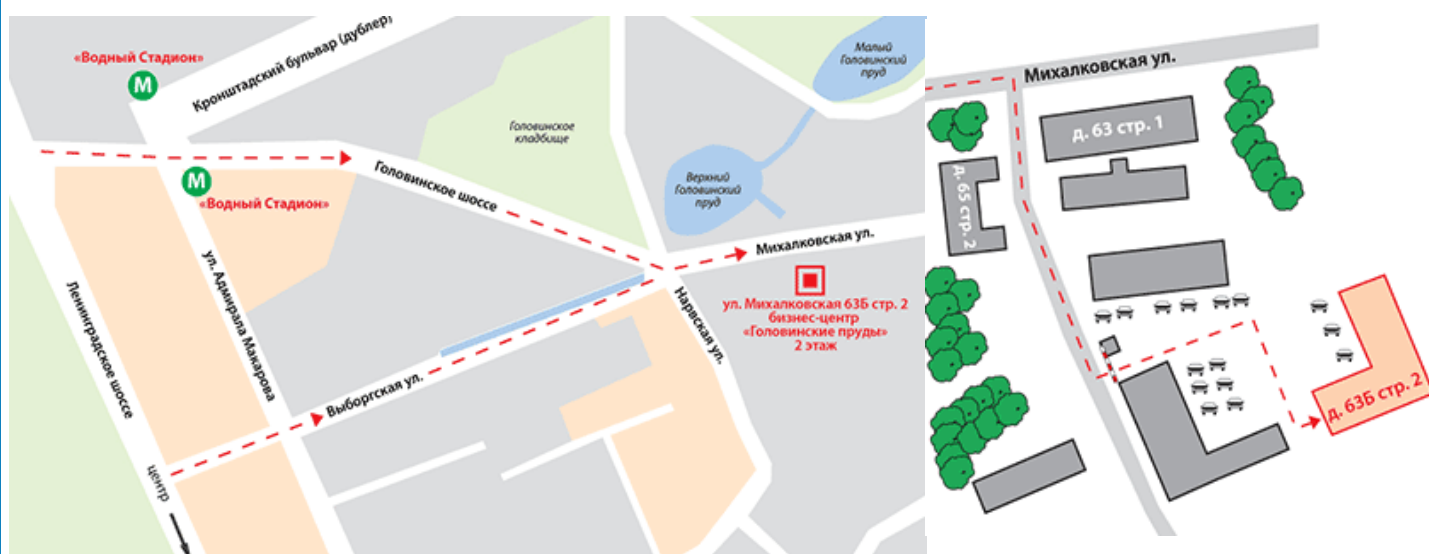 «Водный Стадион»
М
Кронштадский бульвар (дублер)
Малый
Головинский
пруд
Головинское
кладбище
М
«Водный Стадион»
Головинское шоссе
Верхний
Головинский
пруд
Михалковская ул.
ул. Адмирала Макарова
Ленинградское шоссе
Нарвская ул.
ул. Михалковская 63Б стр. 2
бизнес-центр
«Головинские пруды»
2 этаж
Выборгская ул.
центр
Михалковская ул.
д. 63 стр. 1
д. 65 стр. 2
д. 63Б стр. 2